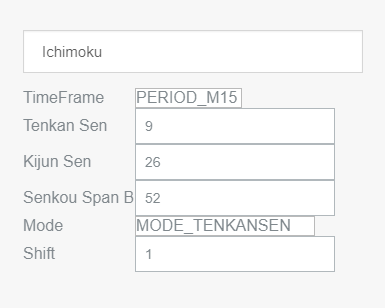 Ichimoku
TimeFrame PERIOD_M15
Tenkan Sen 9
Kijun Sen 26
Senkou Span B 52
Mode MODE_TENKANSEN
Shift 1